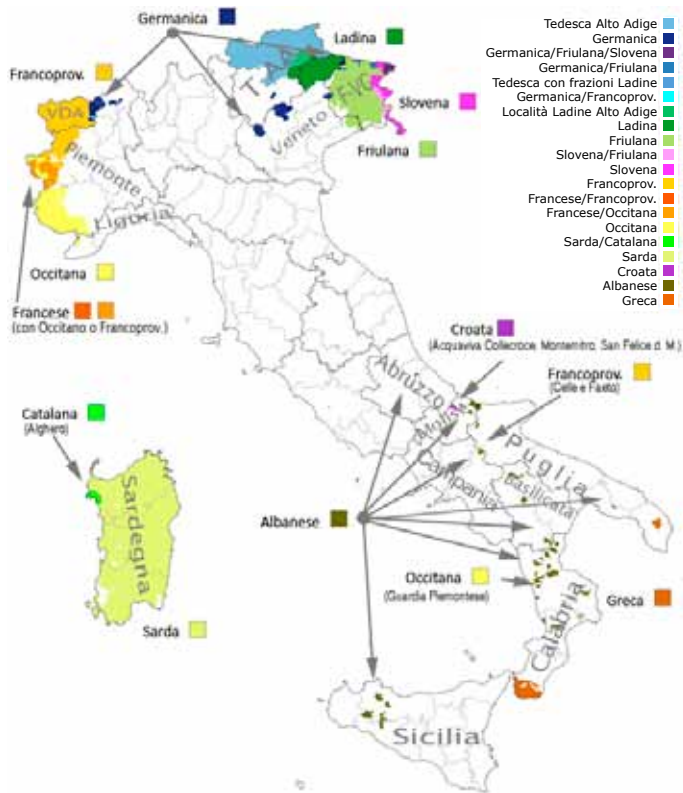 Germanica
Ladina
Francoprov.
VDA
Piemonte
Liguria
T
A
Veneto
FVG
Slovena
Friulana
Occitana
Francese
(con Occitano o Francoprov.)
Tedesca Alto Adige
Germanica
Germanica/Friulana/Slovena
Germanica/Friulana
Tedesca con frazioni Ladine
Germanica/Francoprov.
Località Ladine Alto Adige
Ladina
Friulana
Slovena/Friulana
Slovena
Francoprov.
Francese/Francoprov.
Francese/Occitana
Occitana
Sarda/Catalana
Sarda
Croata
Albanese
Greca
Croata
(Acquaviva Collecroce, Montemitro, San Felice d. M.)
Abruzzo
Molise
Francoprov.
(Celle e Faeto)
Catalana
(Alghero)
Puglia
Campania
Basilicata
Sardegna
Albanese
Occitana
(Guardia Piemontese)
Greca
Calabria
Sarda
Sicilia